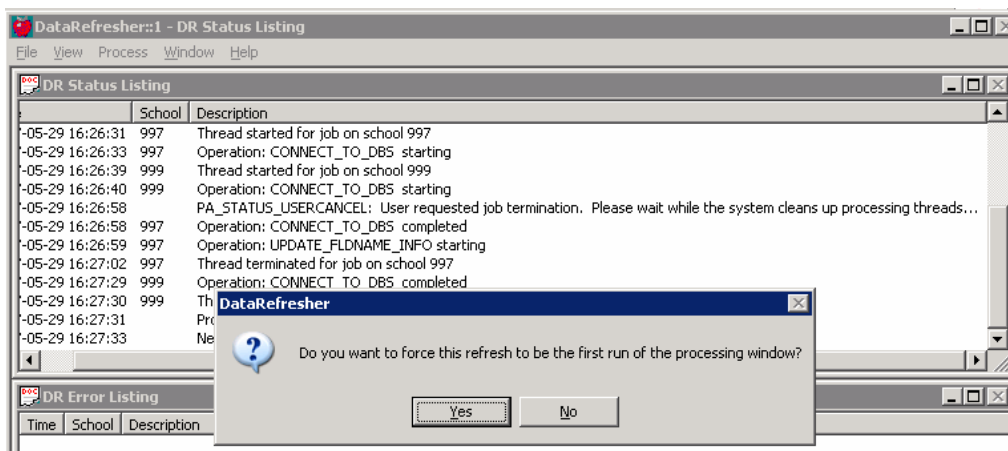 DataRefresher::1 - DR Status Listing
File View Process Window Help
DR Status Listing
School Description
-05-29 16:26:31 997 Thread started for job on school 997
-05-29 16:26:33 997 Operation: CONNECT_TO_DBS starting
-05-29 16:26:39 999 Thread started for job on school 999
-05-29 16:26:40 999 Operation: CONNECT_TO_DBS starting
-05-29 16:26:58 PA_STATUS_USERCANCEL: User requested job termination. Please wait while the system cleans up processing threads...
-05-29 16:26:58 997 Operation: CONNECT_TO_DBS completed
-05-29 16:26:59 997 Operation: UPDATE_FLDNAME_INFO starting
-05-29 16:27:02 997 Thread terminated for job on school 997
-05-29 16:27:29 999 Operation: CONNECT_TO_DBS completed
-05-29 16:27:30 999 Th
-05-29 16:27:31 Pro
-05-29 16:27:33 Ne
DataRefresher
Do you want to force this refresh to be the first run of the processing window?
Yes No
DR Error Listing
Time School Description